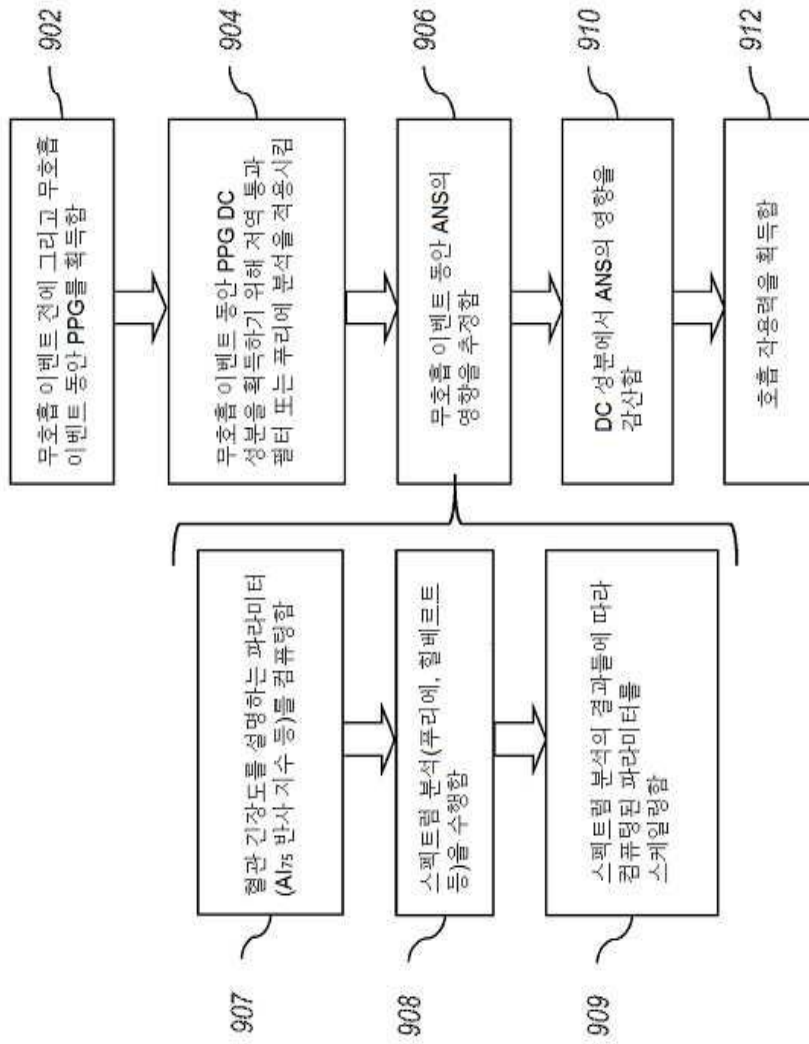 무호흡 이벤트 전에 그리고 무호흡
이벤트 동안 PPG를 획득함
902
무호흡 이벤트 동안 PPG DC
성분을 획득하기 위해 저역 통과
필터 또는 푸리에 분석을 적용시킴
904
무호흡 이벤트 동안 ANS의
영향을 추정함
906
혈관 긴장도를 설명하는 파라미터
(AI75 반사 지수 등)를 컴퓨팅함
907
스펙트럼 분석(푸리에, 힐베르트
등)을 수행함
908
스펙트럼 분석의 결과들에 따라
컴퓨팅된 파라미터를
스케일링함
909
DC 성분에서 ANS의 영향을
감산함
910
호흡 작용력을 획득함
912